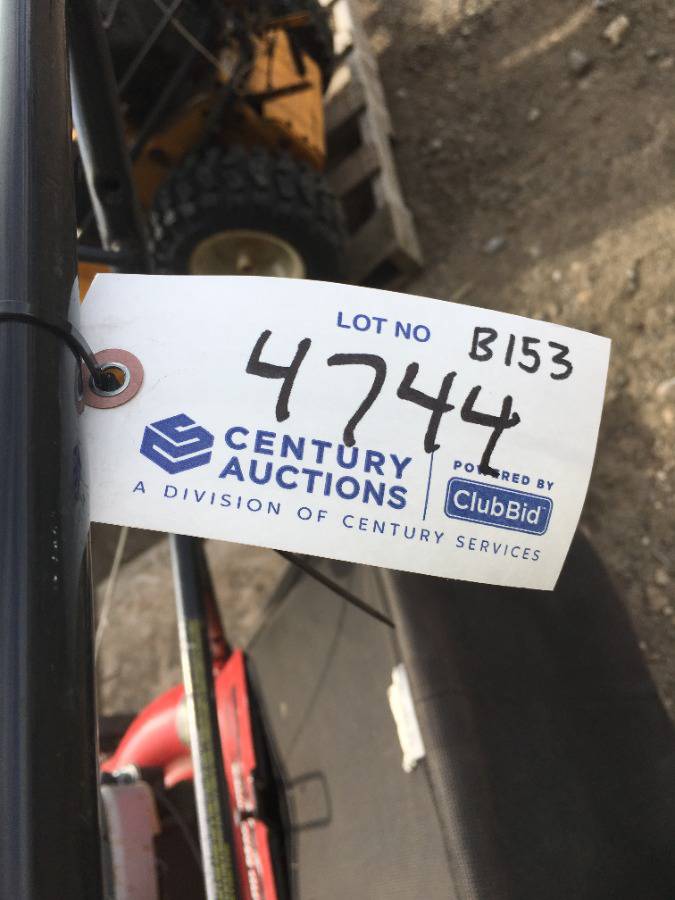 LOT NO B153
4744
CENTURY
AUCTIONS
A DIVISION OF CENTURY SERVICES
POWERED BY
ClubBid